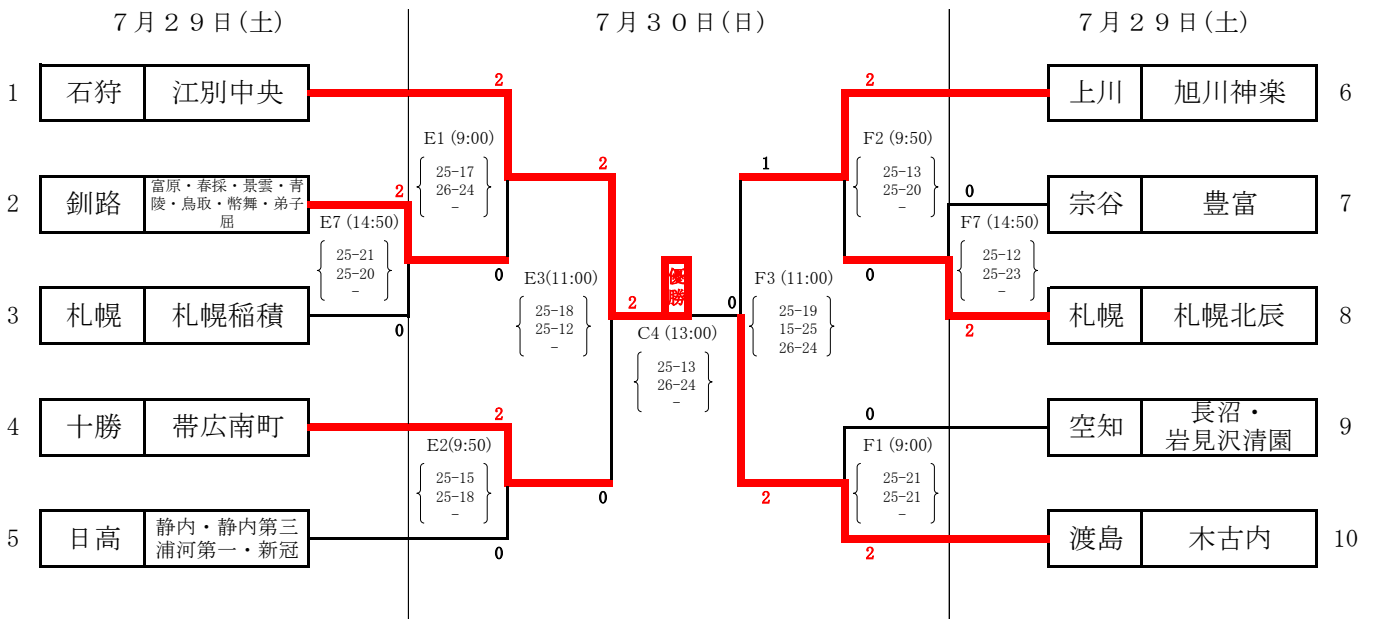 ７月２９日(土)
７月３０日(日)
７月２９日(土)
1
石狩
江別中央
2
2
上川
旭川神楽
6
E1 (9:00)
25-17
26-24
-
2
1
F2 (9:50)
25-13
25-20
-
2
釧路
富原・春採・景雲・青
陵・鳥取・幣舞・弟子
屈
2
0
宗谷
豊富
7
E7 (14:50)
25-21
25-20
-
F7 (14:50)
25-12
25-23
-
0
0
3
札幌
札幌稲積
0
E3(11:00)
25-18
25-12
-
2
優
勝
0
F3 (11:00)
25-19
15-25
26-24
2
札幌
札幌北辰
8
C4 (13:00)
25-13
26-24
-
4
十勝
帯広南町
2
0
空知
長沼・
岩見沢清園
9
E2(9:50)
25-15
25-18
-
F1 (9:00)
25-21
25-21
-
0
2
5
日高
静内・静内第三
浦河第一・新冠
0
2
渡島
木古内
10